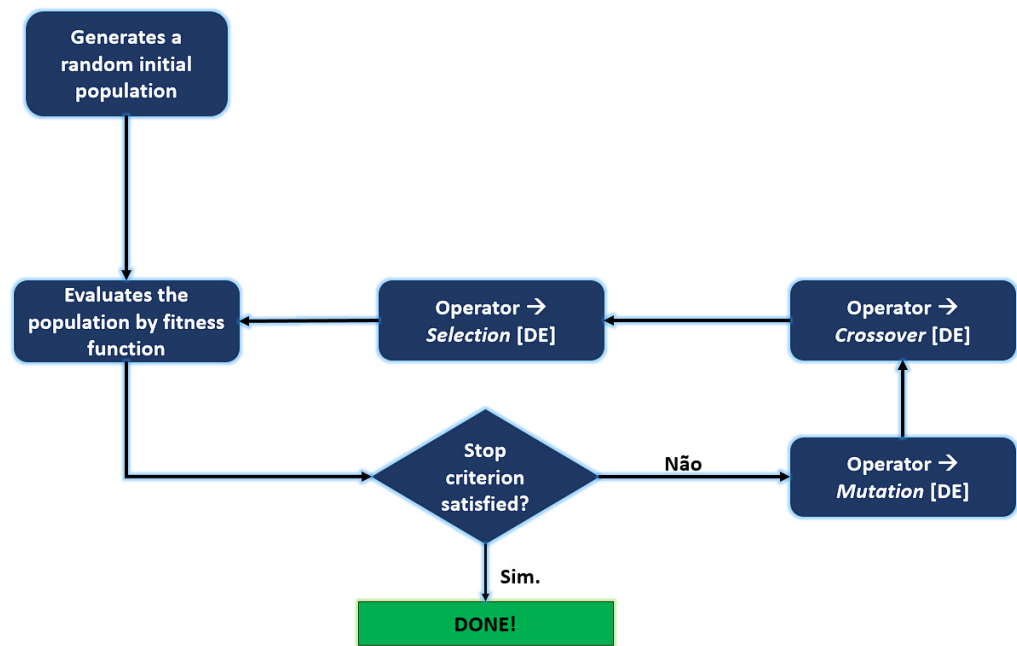 Generates a
random initial
population
Evaluates the
population by fitness
function
Operator →
Selection [DE]
Operator →
Crossover [DE]
Stop
criterion
satisfied?
Não
Operator →
Mutation [DE]
Sim.
DONE!